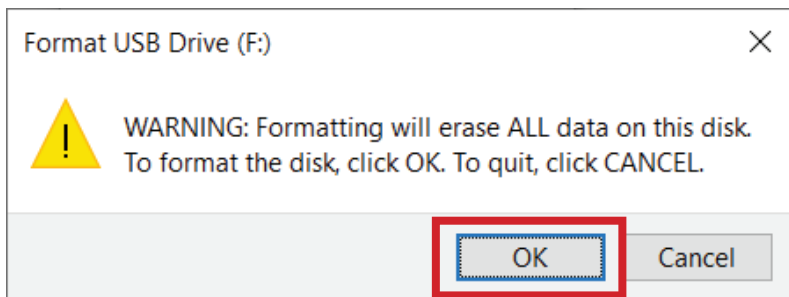 Format USB Drive (F:)
WARNING: Formatting will erase ALL data on this disk.
To format the disk, click OK. To quit, click CANCEL.
OK Cancel